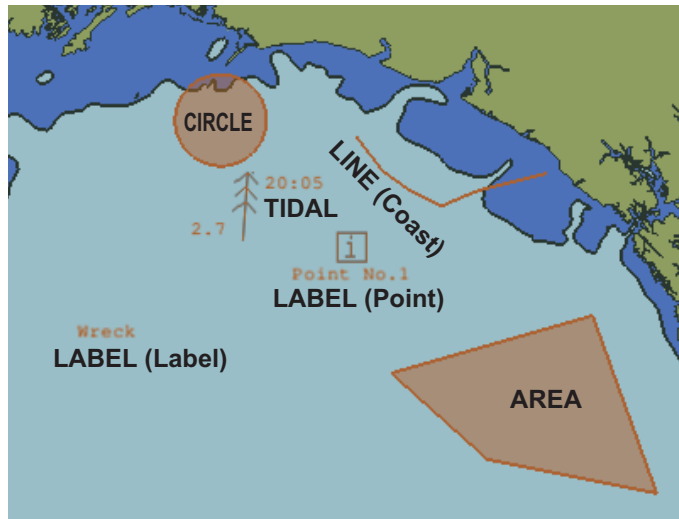 CIRCLE
20:05
TIDAL
2.7
LINE (Coast)
i
Point No.1
LABEL (Point)
Wreck
LABEL (Label)
AREA